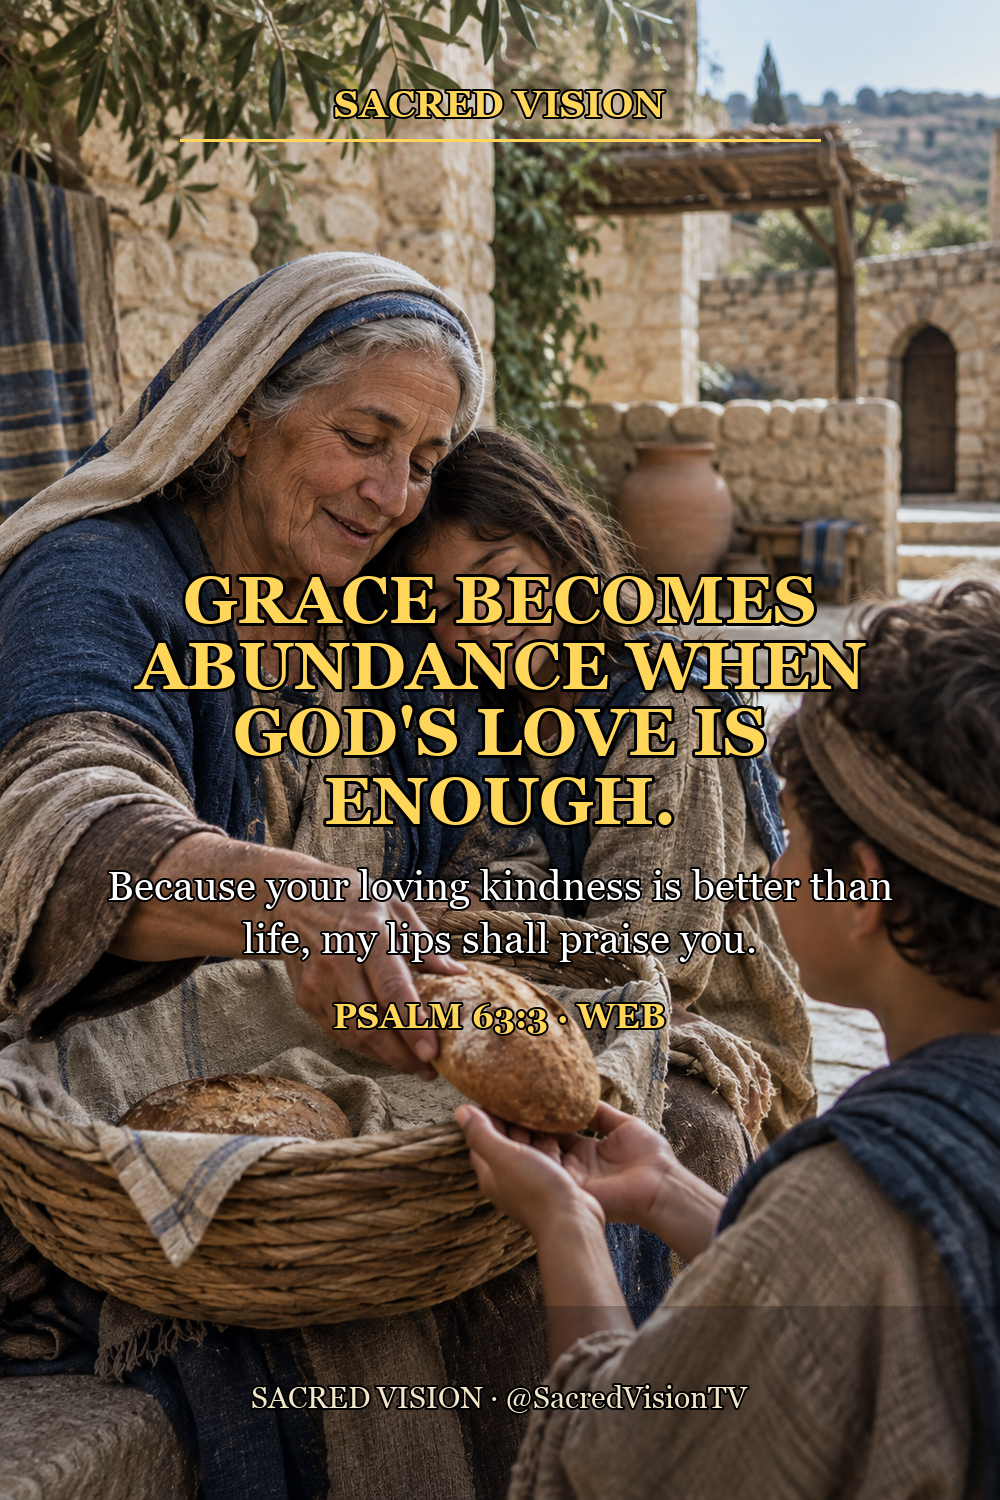 SACRED VISION
GRACE BECOMES
ABUNDANCE WHEN
GOD'S LOVE IS
ENOUGH.
Because your loving kindness is better than
life, my lips shall praise you.
PSALM 63:3 · WEB
SACRED VISION · @SacredVisionTV